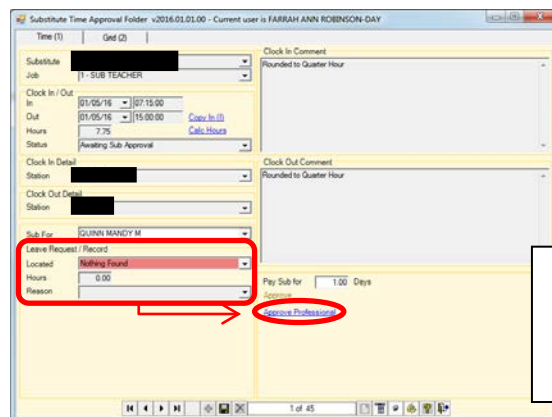 Substitute Time Approval Folder v2016.01.01.00 - Current user is FARRAH ANN ROBINSON-DAY
Time (1) Grid (2)
Substitute
Job 1 - SUB TEACHER
Clock In / Out
In 01/05/16 07:15:00
Out 01/05/16 15:00:00 Copy In (I)
Hours 7.75 Calc Hours
Status Awaiting Sub Approval
Clock In Detail
Station
Clock Out Detail
Station
Sub For QUINN MANDY M
Leave Request / Record
Located Nothing Found
Hours 0.00
Reason
Clock In Comment
Rounded to Quarter Hour
Clock Out Comment
Rounded to Quarter Hour
Pay Sub for 1.00 Days
Approve
Approve Professional
1 of 45